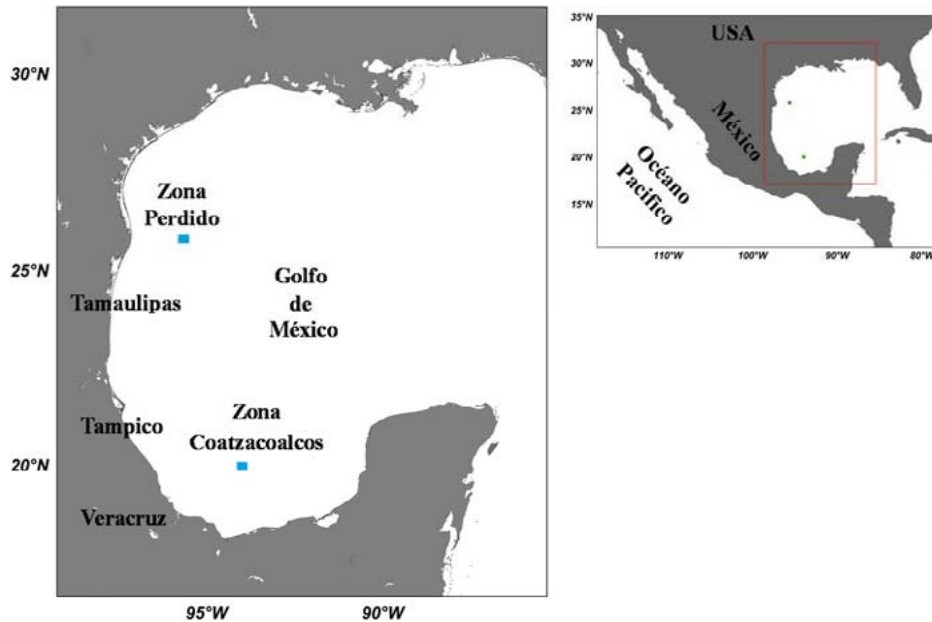 30°N
Zona
Perdido
25°N
Golfo
de
México
Tamaulipas
Zona
Tampico
Coatzacoalcos
20°N
Veracruz
95°W
90°W
35°N
USA
30°N
25°N
México
20°N
Océano
Pacifico
15°N
110°W
100°W
90°W
80°W